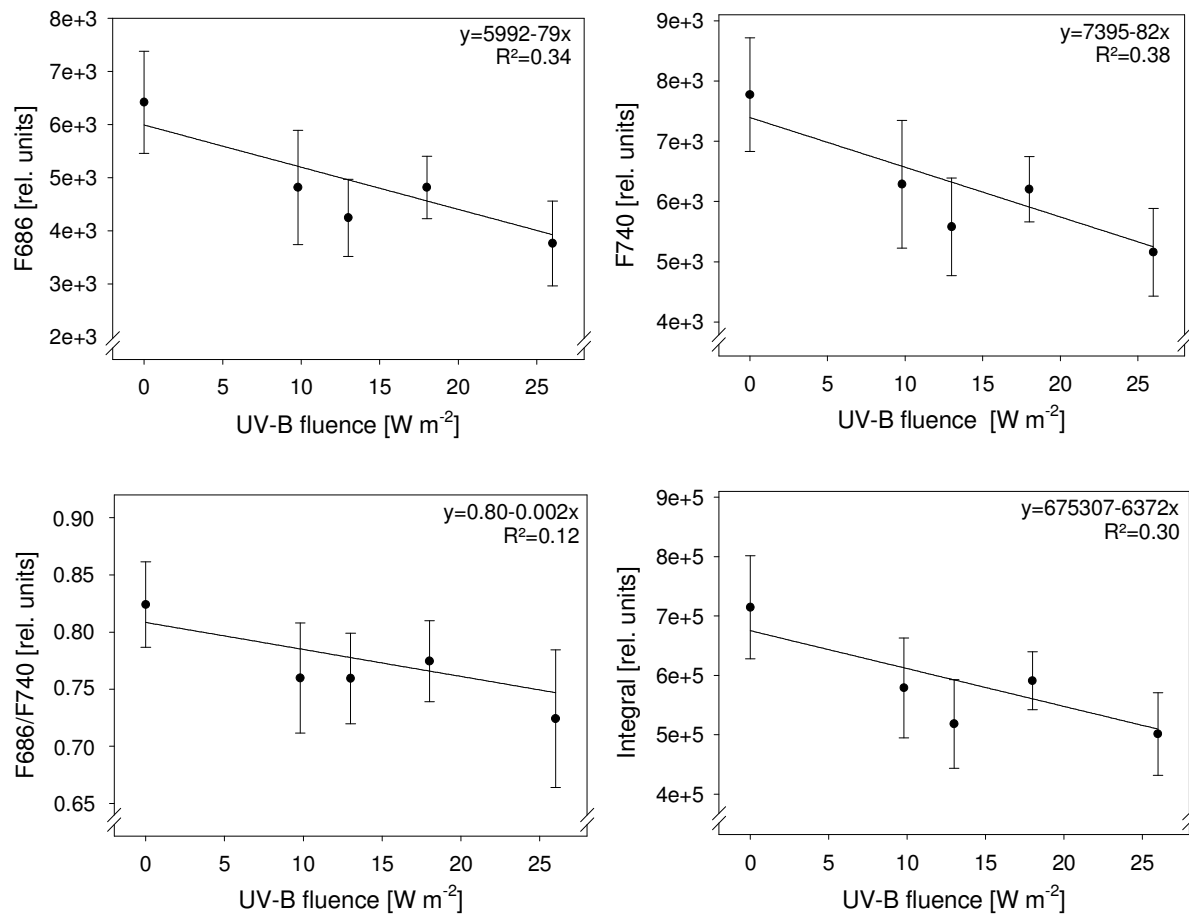 y=5992-79x
R²=0.34
F686 [rel. units]
8e+3
7e+3
6e+3
5e+3
4e+3
3e+3
2e+3
0 5 10 15 20 25
UV-B fluence [W m⁻²]
y=7395-82x
R²=0.38
F740 [rel. units]
9e+3
8e+3
7e+3
6e+3
5e+3
4e+3
0 5 10 15 20 25
UV-B fluence [W m⁻²]
y=0.80-0.002x
R²=0.12
F686/F740 [rel. units]
0.90
0.85
0.80
0.75
0.70
0.65
0 5 10 15 20 25
UV-B fluence [W m⁻²]
y=675307-6372x
R²=0.30
Integral [rel. units]
9e+5
8e+5
7e+5
6e+5
5e+5
4e+5
0 5 10 15 20 25
UV-B fluence [W m⁻²]